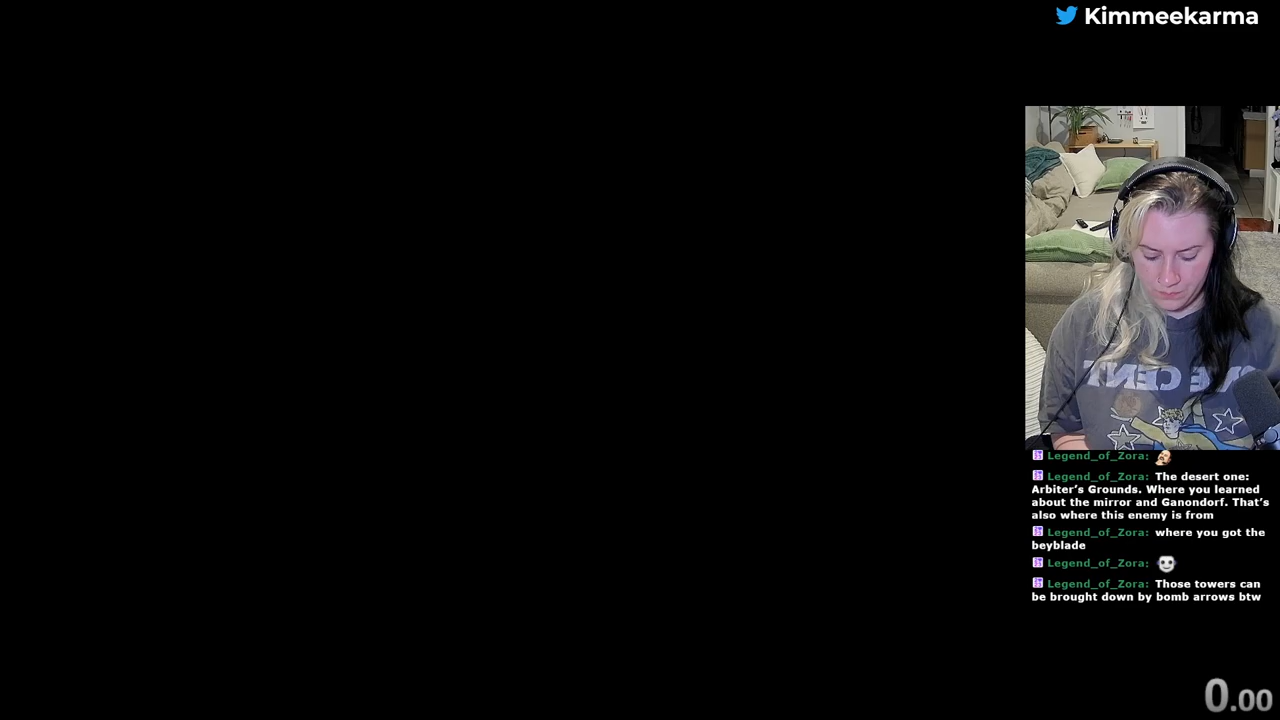 Kimmeekarma
Legend_of_Zora:
Legend_of_Zora: The desert one:
Arbiter's Grounds. Where you learned
about the mirror and Ganondorf. That's
also where this enemy is from
Legend_of_Zora: where you got the
beyblade
Legend_of_Zora:
Legend_of_Zora: Those towers can
be brought down by bomb arrows btw
0.00